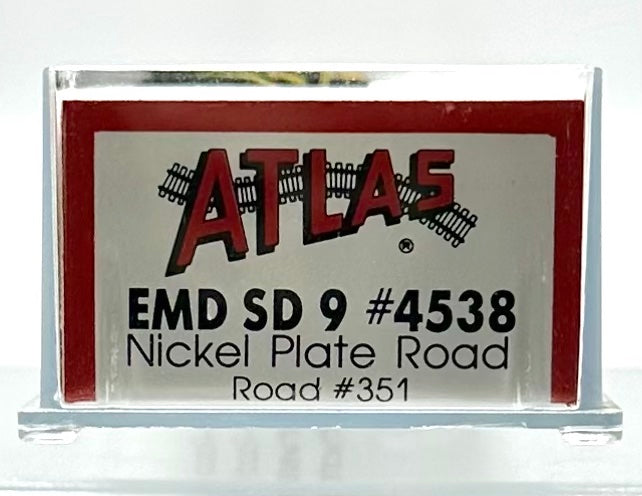 ATLAS
®
EMD SD 9 #4538
Nickel Plate Road
Road #351